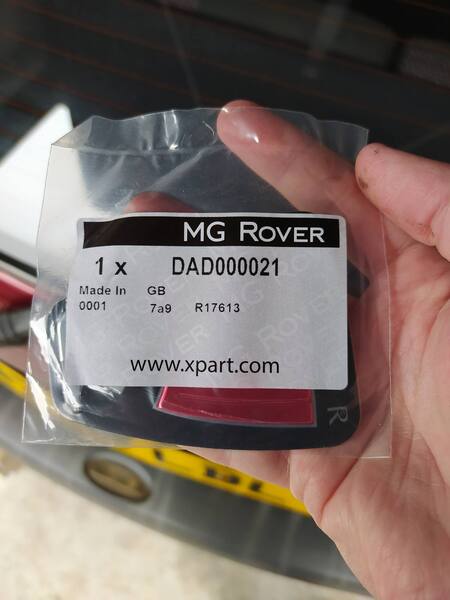 MG ROVER
1 x DAD000021
Made In GB
0001 7a9 R17613
www.xpart.com
R